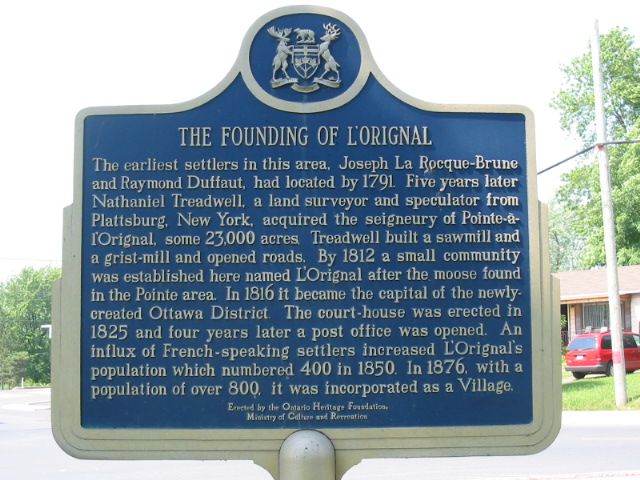 THE FOUNDING OF L'ORIGNAL
The earliest settlers in this area, Joseph La Rocque-Brune
and Raymond Duffaut, had located by 1791. Five years later
Nathaniel Treadwell, a land surveyor and speculator from
Plattsburg, New York, acquired the seigneury of Pointe-à-
l'Orignal, some 23,000 acres. Treadwell built a sawmill and
a grist-mill and opened roads. By 1812 a small community
was established here named L'Orignal after the moose found
in the Pointe area. In 1816 it became the capital of the newly-
created Ottawa District. The court-house was erected in
1825 and four years later a post office was opened. An
influx of French-speaking settlers increased L'Orignal's
population which numbered 400 in 1850. In 1876, with a
population of over 800, it was incorporated as a Village.
Erected by the Ontario Heritage Foundation,
Ministry of Culture and Recreation